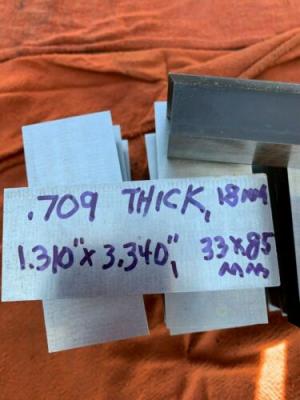 .709 THICK, 18mm
1.310" x 3.340", 33x85
mm